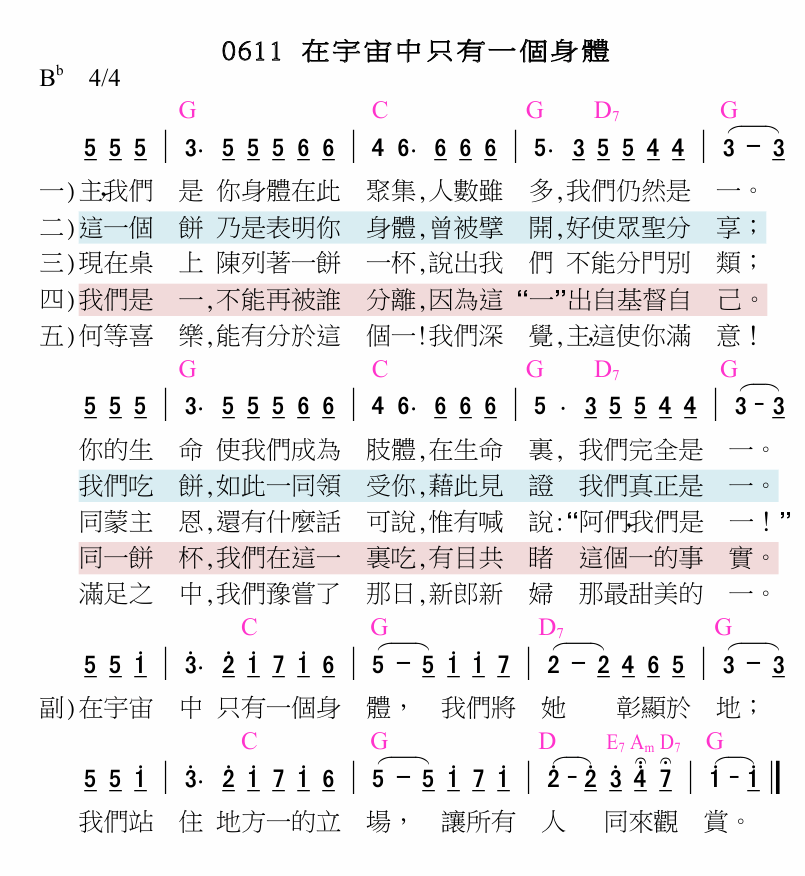 0611 在宇宙中只有一個身體
Bb 4/4
G C G D7 G
5 5 5 | 3· 5 5 5 6 6 | 4 6· 6 6 6 | 5· 3 5 5 4 4 | 3 – 3
一)主,我們 是 你身體在此 聚集,人數雖 多,我們仍然是 一。
二)這一個 餅 乃是表明你 身體,曾被擘 開,好使眾聖分 享；
三)現在桌 上 陳列著一餅 一杯,說出我 們 不能分門別 類；
四)我們是 一,不能再被誰 分離,因為這 “一”出自基督自 己。
五)何等喜 樂,能有分於這 個一!我們深 覺,主,這使你滿 意!
G C G D7 G
5 5 5 | 3· 5 5 5 6 6 | 4 6· 6 6 6 | 5 · 3 5 5 4 4 | 3 - 3
你的生 命 使我們成為 肢體,在生命 裏, 我們完全是 一。
我們吃 餅,如此一同領 受你,藉此見 證 我們真正是 一。
同蒙主 恩,還有什麼話 可說,惟有喊 說:“阿們,我們是 一!”
同一餅 杯,我們在這一 裏吃,有目共 睹 這個一的事 實。
滿足之 中,我們豫嘗了 那日,新郎新 婦 那最甜美的 一。
C G D7 G
5 5 i | 3̇· 2̇ i 7 i 6 | 5 – 5 i i 7 | 2 – 2 4 6 5 | 3 – 3
副)在宇宙 中 只有一個身 體， 我們將 她 彰顯於 地；
C G D E7 Am D7 G
5 5 i | 3̇· 2̇ i 7 i 6 | 5 – 5 i 7 i | 2̇ - 2̇ 3̇ 4̇ 7̇ | i - i ‖
我們站 住 地方一的立 場， 讓所有 人 同來觀 賞。